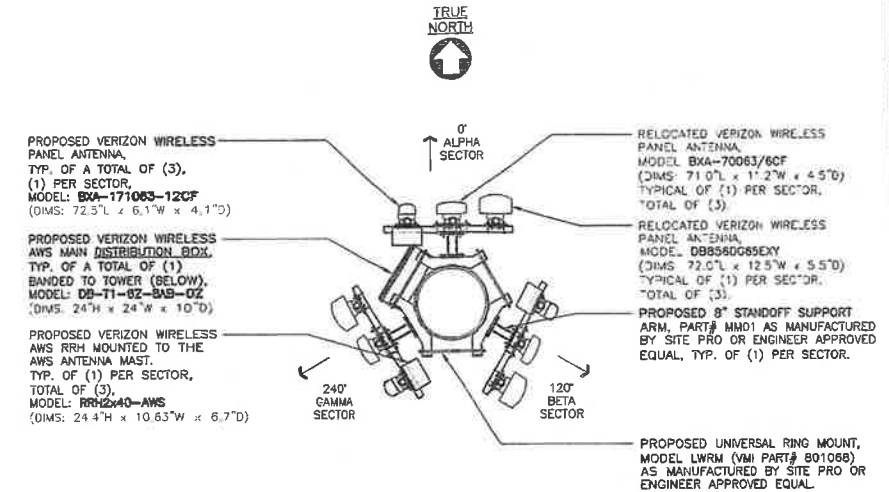 TRUE
NORTH
0°
ALPHA
SECTOR
PROPOSED VERIZON WIRELESS
PANEL ANTENNA,
TYP. OF A TOTAL OF (3),
(1) PER SECTOR,
MODEL: BXA-171063-12CF
(DIMS: 72.5"L x 6.1"W x 4.1"D)
PROPOSED VERIZON WIRELESS
AWS MAIN DISTRIBUTION BOX,
TYP. OF A TOTAL OF (1)
BANDED TO TOWER (BELOW),
MODEL: DB-T1-6Z-8AB-0Z
(DIMS. 24"H x 24"W x 10"D)
PROPOSED VERIZON WIRELESS
AWS RRH MOUNTED TO THE
AWS ANTENNA MAST.
TYP. OF (1) PER SECTOR,
TOTAL OF (3),
MODEL: RRH2x40-AWS
(DIMS: 24.4"H x 10.63"W x 6.7"D)
240°
GAMMA
SECTOR
120°
BETA
SECTOR
RELOCATED VERIZON WIRELESS
PANEL ANTENNA,
MODEL BXA-70063/6CF
(DIMS: 71.0"L x 11.2"W x 4.5"D)
TYPICAL OF (1) PER SECTOR,
TOTAL OF (3).
RELOCATED VERIZON WIRELESS
PANEL ANTENNA,
MODEL DB856DG65EXY
(DIMS 72.0"L x 12.5"W x 5.5"D)
TYPICAL OF (1) PER SECTOR,
TOTAL OF (3).
PROPOSED 8" STANDOFF SUPPORT
ARM, PART# MM01 AS MANUFACTURED
BY SITE PRO OR ENGINEER APPROVED
EQUAL, TYP. OF (1) PER SECTOR.
PROPOSED UNIVERSAL RING MOUNT,
MODEL LWRM (VMI PART# 801068)
AS MANUFACTURED BY SITE PRO OR
ENGINEER APPROVED EQUAL.